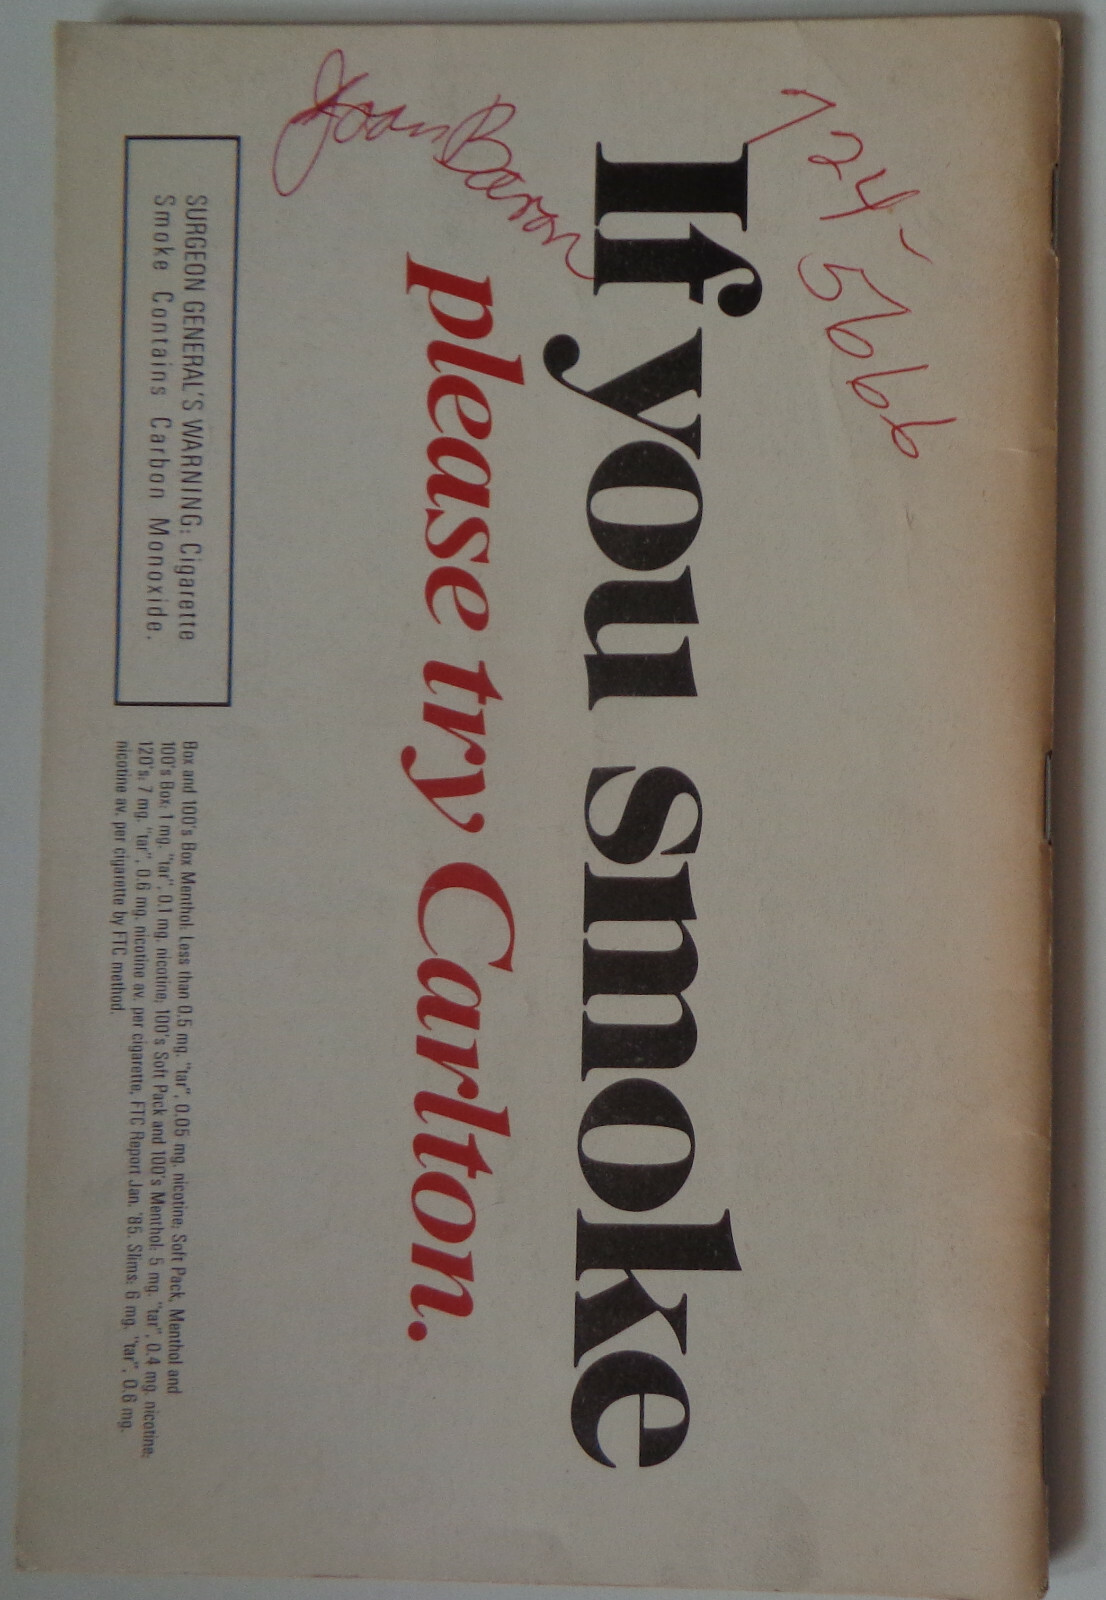 724-5666
If you smoke
Joan Baron
please try Carlton.
SURGEON GENERAL'S WARNING: Cigarette
Smoke Contains Carbon Monoxide.
Box and 100's Box Menthol: Less than 0.5 mg. "tar", 0.05 mg. nicotine; Soft Pack, Menthol and
100's Box: 1 mg. "tar", 0.1 mg. nicotine; 100's Soft Pack and 100's Menthol: 5 mg. "tar", 0.4 mg. nicotine;
120's: 7 mg. "tar", 0.6 mg. nicotine av. per cigarette, FTC Report Jan. '85. Slims: 6 mg. "tar", 0.6 mg.
nicotine av. per cigarette by FTC method.